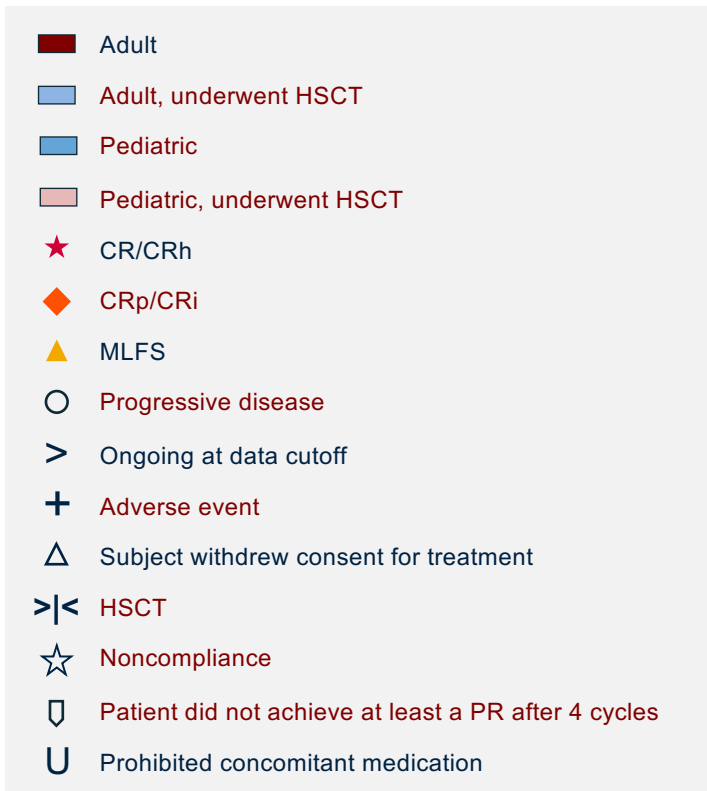 Adult
Adult, underwent HSCT
Pediatric
Pediatric, underwent HSCT
CR/CRh
CRp/CRi
MLFS
Progressive disease
> Ongoing at data cutoff
+ Adverse event
Subject withdrew consent for treatment
>|< HSCT
Noncompliance
Patient did not achieve at least a PR after 4 cycles
U Prohibited concomitant medication